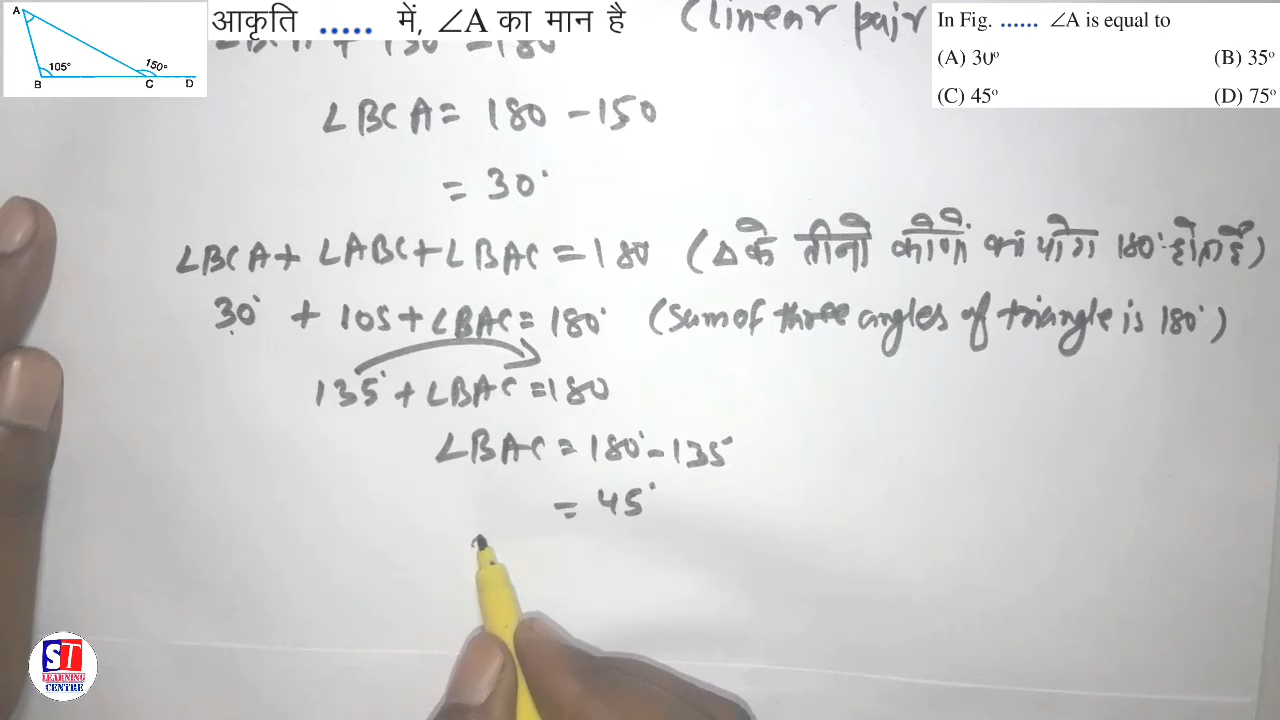 आकृति ...... में, ∠A का मान है
(linear pair
In Fig. ...... ∠A is equal to
(A) 30° (B) 35°
(C) 45° (D) 75°
A
105°
150°
B C D
∠BCA = 180 - 150
= 30°
∠BCA + ∠ABC + ∠BAC = 180 (Δ के तीनो कोणों का योग 180° होता है)
30° + 105 + ∠BAC = 180° (Sum of three angles of triangle is 180°)
135° + ∠BAC = 180
∠BAC = 180° - 135°
= 45°
ST
LEARNING
CENTRE